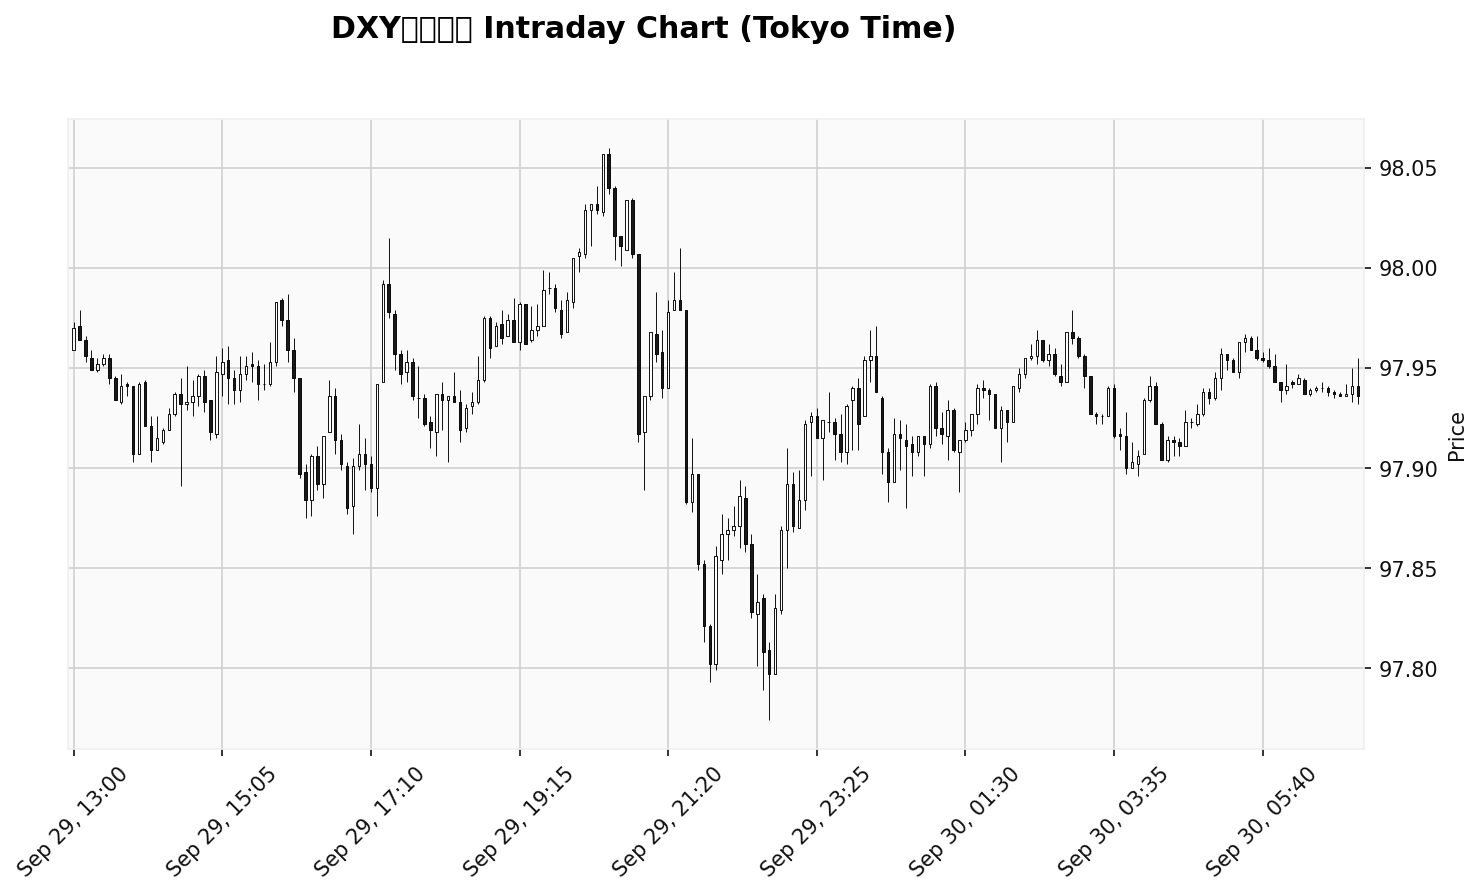 DXY Intraday Chart (Tokyo Time)
98.05
98.00
97.95
97.90
97.85
97.80
Price
Sep 29, 13:00
Sep 29, 15:05
Sep 29, 17:10
Sep 29, 19:15
Sep 29, 21:20
Sep 29, 23:25
Sep 30, 01:30
Sep 30, 03:35
Sep 30, 05:40